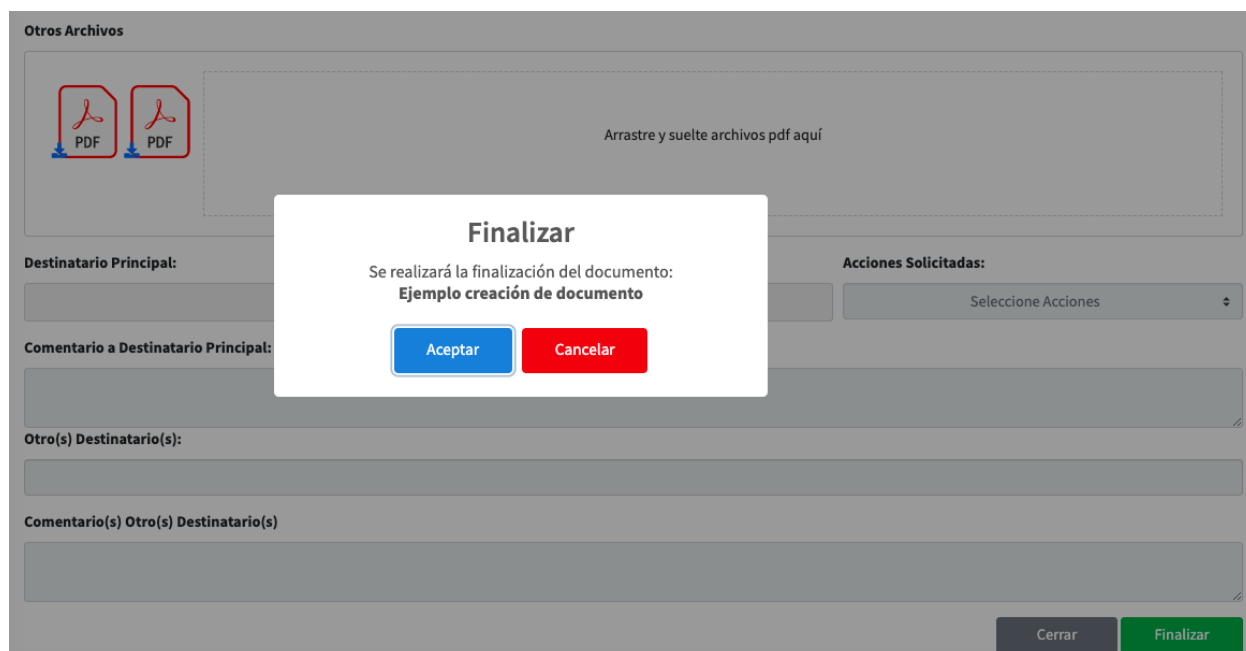 Otros Archivos
PDF
PDF
Arrastre y suelte archivos pdf aquí
Finalizar
Se realizará la finalización del documento:
Ejemplo creación de documento
Aceptar
Cancelar
Destinatario Principal:
Acciones Solicitadas:
Seleccione Acciones
Comentario a Destinatario Principal:
Otro(s) Destinatario(s):
Comentario(s) Otro(s) Destinatario(s)
Cerrar
Finalizar